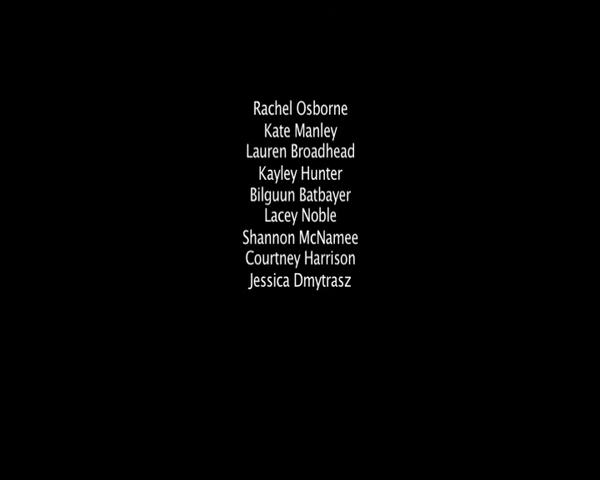 Rachel Osborne
Kate Manley
Lauren Broadhead
Kayley Hunter
Bilguun Batbayer
Lacey Noble
Shannon McNamee
Courtney Harrison
Jessica Dmytrasz